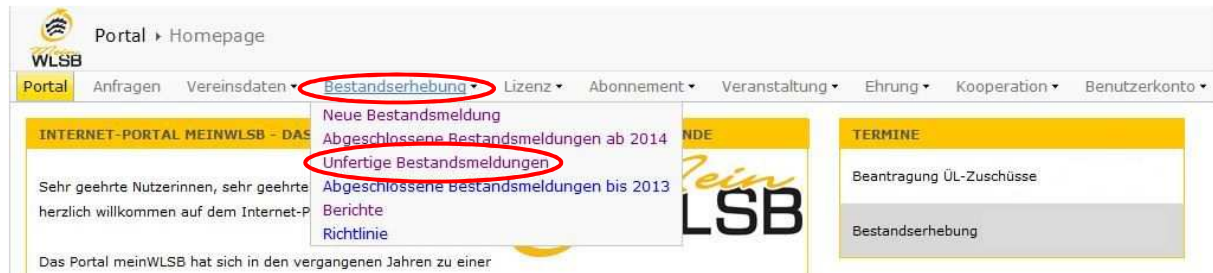 Mein
WLSB
Portal ▸ Homepage
Portal Anfragen Vereinsdaten▾ Bestandserhebung▾ Lizenz▾ Abonnement▾ Veranstaltung▾ Ehrung▾ Kooperation▾ Benutzerkonto▾
Neue Bestandsmeldung
Abgeschlossene Bestandsmeldungen ab 2014
Unfertige Bestandsmeldungen
Abgeschlossene Bestandsmeldungen bis 2013
Berichte
Richtlinie
INTERNET-PORTAL MEINWLSB - DAS
NDE
Sehr geehrte Nutzerinnen, sehr geehrte
herzlich willkommen auf dem Internet-P
Das Portal meinWLSB hat sich in den vergangenen Jahren zu einer
ein
LSB
TERMINE
Beantragung ÜL-Zuschüsse
Bestandserhebung